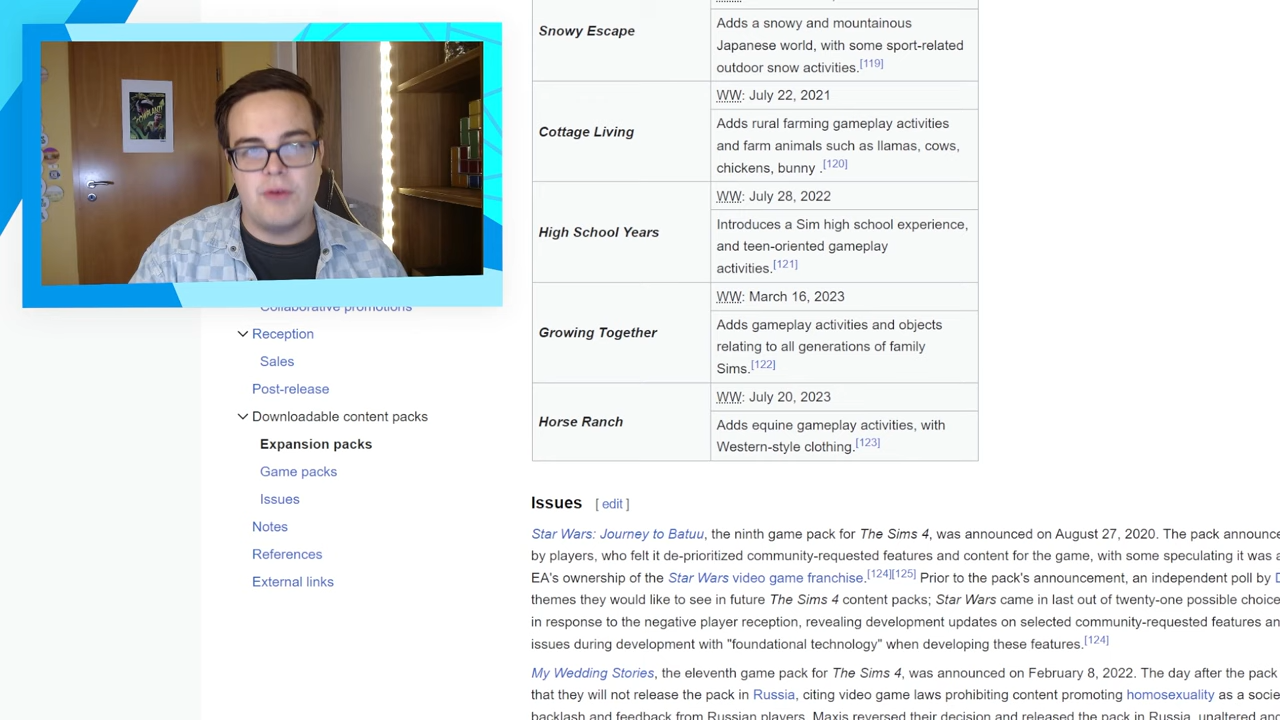 Snowy Escape
Adds a snowy and mountainous
Japanese world, with some sport-related
outdoor snow activities.[119]
WW: July 22, 2021
Cottage Living
Adds rural farming gameplay activities
and farm animals such as llamas, cows,
chickens, bunny .[120]
WW: July 28, 2022
High School Years
Introduces a Sim high school experience,
and teen-oriented gameplay
activities.[121]
WW: March 16, 2023
Growing Together
Adds gameplay activities and objects
relating to all generations of family
Sims.[122]
WW: July 20, 2023
Horse Ranch
Adds equine gameplay activities, with
Western-style clothing.[123]
Collaborative promotions
Reception
Sales
Post-release
Downloadable content packs
Expansion packs
Game packs
Issues
Notes
References
External links
Issues [ edit ]
Star Wars: Journey to Batuu, the ninth game pack for The Sims 4, was announced on August 27, 2020. The pack announce
by players, who felt it de-prioritized community-requested features and content for the game, with some speculating it was a
EA's ownership of the Star Wars video game franchise.[124][125] Prior to the pack's announcement, an independent poll by D
themes they would like to see in future The Sims 4 content packs; Star Wars came in last out of twenty-one possible choice
in response to the negative player reception, revealing development updates on selected community-requested features an
issues during development with "foundational technology" when developing these features.[124]
My Wedding Stories, the eleventh game pack for The Sims 4, was announced on February 8, 2022. The day after the pack
that they will not release the pack in Russia, citing video game laws prohibiting content promoting homosexuality as a socie
backlash and feedback from Russian players, Maxis reversed their decision and released the pack in Russia, unaltered and